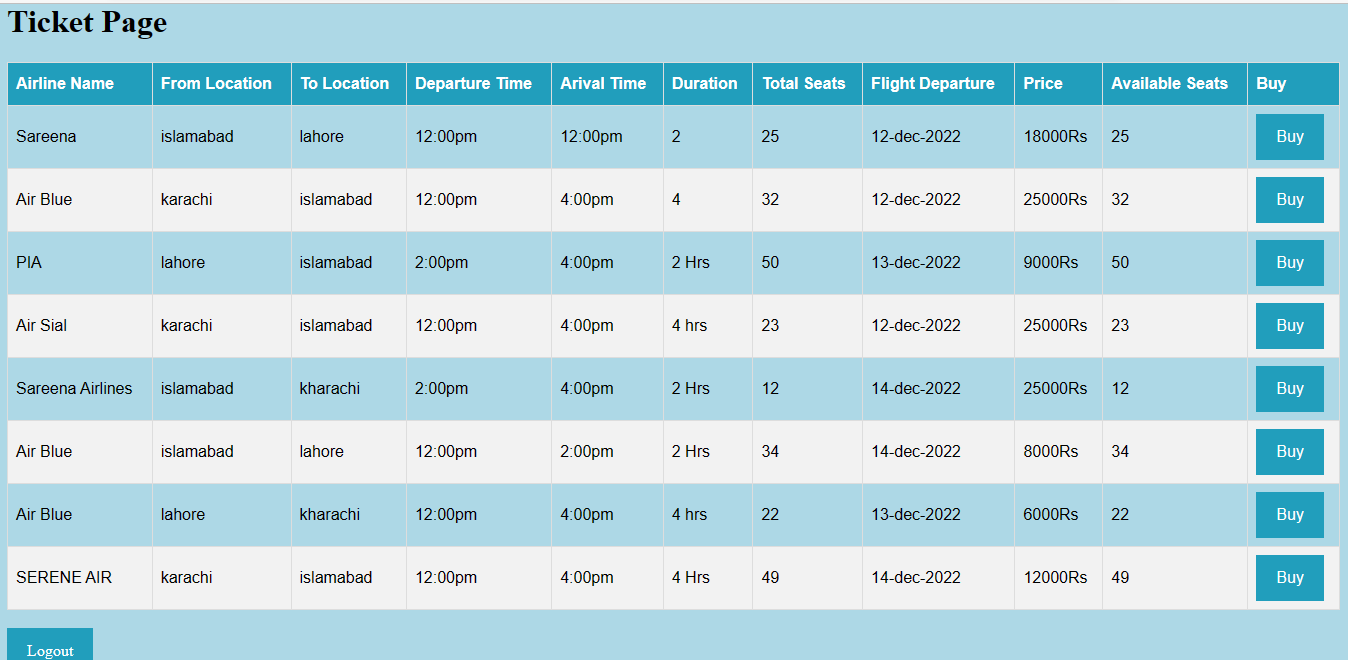 Ticket Page
Airline Name From Location To Location Departure Time Arival Time Duration Total Seats Flight Departure Price Available Seats Buy
Sareena islamabad lahore 12:00pm 12:00pm 2 25 12-dec-2022 18000Rs 25 Buy
Air Blue karachi islamabad 12:00pm 4:00pm 4 32 12-dec-2022 25000Rs 32 Buy
PIA lahore islamabad 2:00pm 4:00pm 2 Hrs 50 13-dec-2022 9000Rs 50 Buy
Air Sial karachi islamabad 12:00pm 4:00pm 4 hrs 23 12-dec-2022 25000Rs 23 Buy
Sareena Airlines islamabad kharachi 2:00pm 4:00pm 2 Hrs 12 14-dec-2022 25000Rs 12 Buy
Air Blue islamabad lahore 12:00pm 2:00pm 2 Hrs 34 14-dec-2022 8000Rs 34 Buy
Air Blue lahore kharachi 12:00pm 4:00pm 4 hrs 22 13-dec-2022 6000Rs 22 Buy
SERENE AIR karachi islamabad 12:00pm 4:00pm 4 Hrs 49 14-dec-2022 12000Rs 49 Buy
Logout